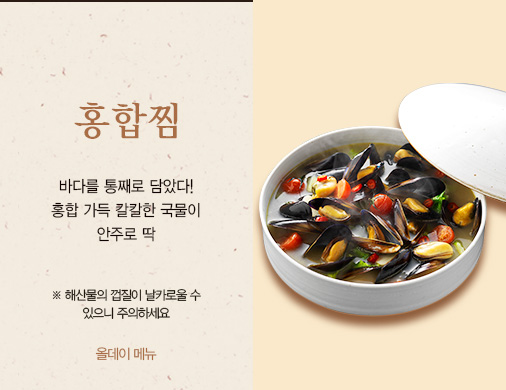 홍합찜
바다를 통째로 담았다!
홍합 가득 칼칼한 국물이
안주로 딱
※ 해산물의 껍질이 날카로울 수
있으니 주의하세요
올데이 메뉴